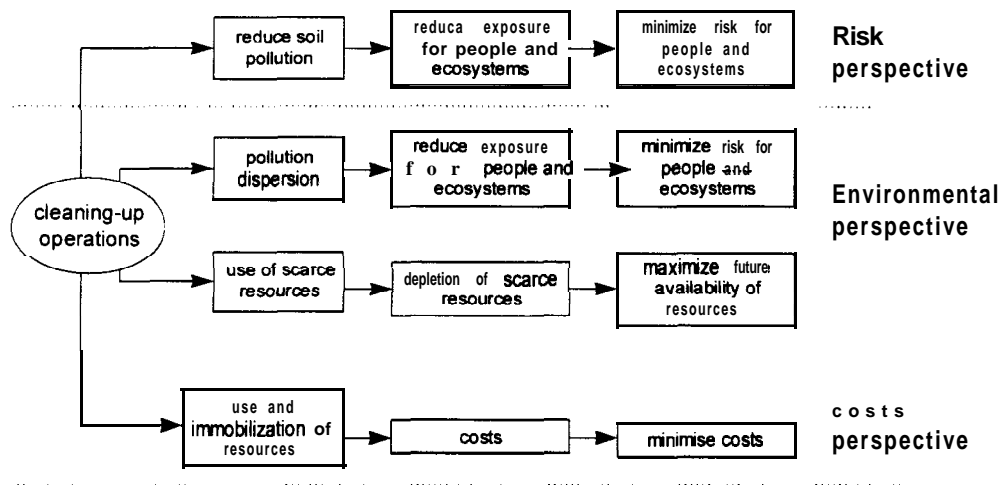 reduce soil
pollution
reduca exposure
for people and
ecosystems
minimize risk for
people and
ecosystems
Risk
perspective
pollution
dispersion
reduce exposure
for people and
ecosystems
minimize risk for
people and
ecosystems
Environmental
perspective
cleaning-up
operations
use of scarce
resources
depletion of scarce
resources
maximize future
availability of
resources
use and
immobilization of
resources
costs
minimise costs
costs
perspective